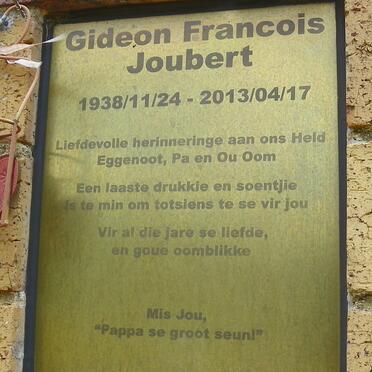 Gideon Francois
Joubert
1938/11/24 - 2013/04/17
Liefdevolle herinneringe aan ons Held
Eggenoot, Pa en Ou Oom
Een laaste drukkie en soentjie
is te min om totsiens te se vir jou
Vir al die jare se liefde,
en goue oomblikke
Mis Jou,
"Pappa se groot seun!"